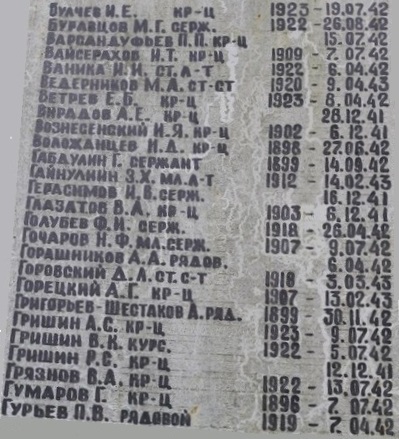 Булчев И.Е. кр-ц 1923 - 19.07.42
Буравцов М.Г. серж. 1922 - 26.08.42
Варсандуфьев П.П. кр-ц 15.07.42
Вайсерахов И.Т. кр-ц 1909 - 7.07.42
Ваника И.И. ст.л-т 1922 - 6.04.42
Ведерников М.А. ст-ст 1920 - 9.04.43
Ветрев Е.Б. кр-ц 1923 - 8.04.42
Вирадов А.Е. кр-ц 28.12.41
Вознесенский И.Я. кр-ц 1902 - 6.12.41
Воложанцев И.Д. кр-ц 1898 - 27.06.42
Габдулин Г. сержант 1899 - 14.09.42
Гайнулкин З.Х. мл.л-т 1912 - 14.02.43
Герасимов И.В. серж. 16.12.41
Глазатов В.А. кр-ц 1903 - 6.12.41
Голубев Ф.И. серж. 1918 - 26.04.42
Гочаров Н.Ф. мл.серж. 1907 - 9.07.42
Горашников А.А. рядов. 6.04.42
Горовский Д.Л. ст.с-т 1918 - 3.03.43
Горецкий А.Г. кр-ц 1907 - 13.02.43
Григорьев-Шестаков А. ряд. 1899 - 30.11.42
Гришин А.С. кр-ц 1923 - 9.07.42
Гришин В.К. курс. 1922 - 5.07.42
Гришин Р.С. кр-ц 12.12.41
Грязнов В.А. кр-ц 1922 - 13.07.42
Гумаров Г. кр-ц 1896 - 7.07.42
Гурьев П.В. рядовой 1919 - 7.04.42